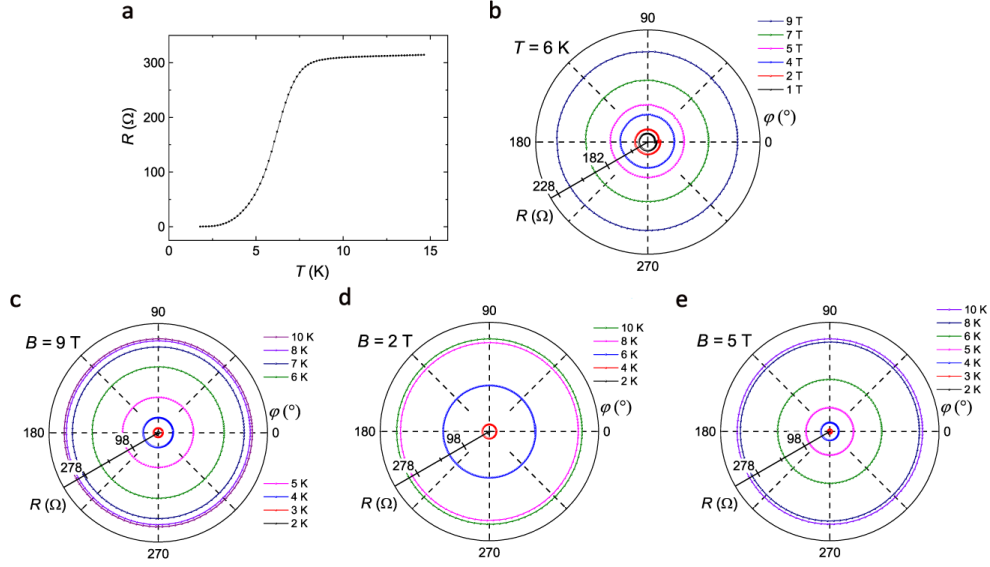 a
R (Ω)
300
200
100
0
0
5
10
15
T (K)
b
T = 6 K
90
180
0
270
φ (°)
182
228
R (Ω)
9 T
7 T
5 T
4 T
2 T
1 T
c
B = 9 T
90
180
0
270
φ (°)
98
278
R (Ω)
10 K
8 K
7 K
6 K
5 K
4 K
3 K
2 K
d
B = 2 T
90
180
0
270
φ (°)
98
278
R (Ω)
10 K
8 K
6 K
4 K
2 K
e
B = 5 T
90
180
0
270
φ (°)
98
278
R (Ω)
10 K
8 K
6 K
5 K
4 K
3 K
2 K